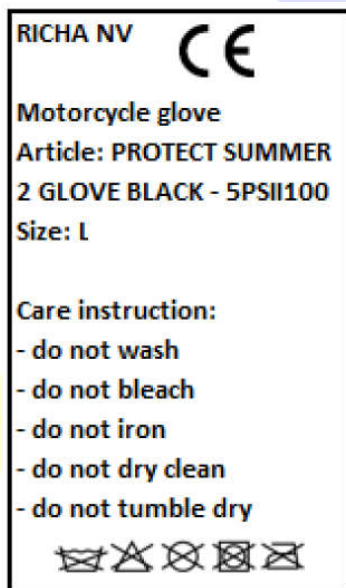 RICHA NV CE
Motorcycle glove
Article: PROTECT SUMMER
2 GLOVE BLACK - 5PSII100
Size: L
Care instruction:
- do not wash
- do not bleach
- do not iron
- do not dry clean
- do not tumble dry